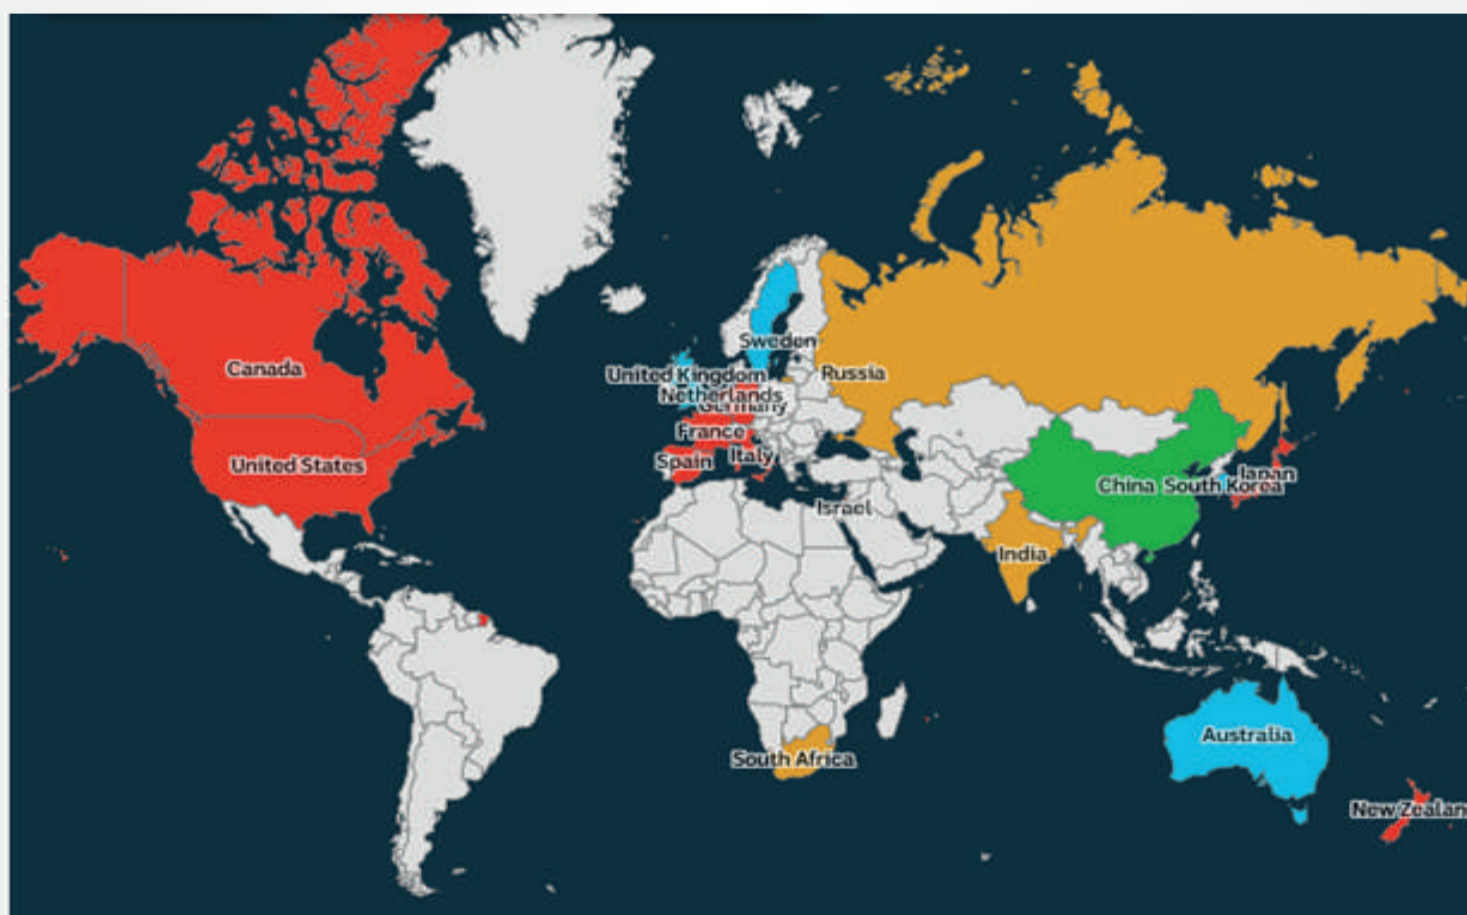 Canada
United States
Sweden
United Kingdom
Netherlands
Germany
France
Spain
Italy
Russia
Israel
China
South Korea
Japan
India
South Africa
Australia
New Zealan